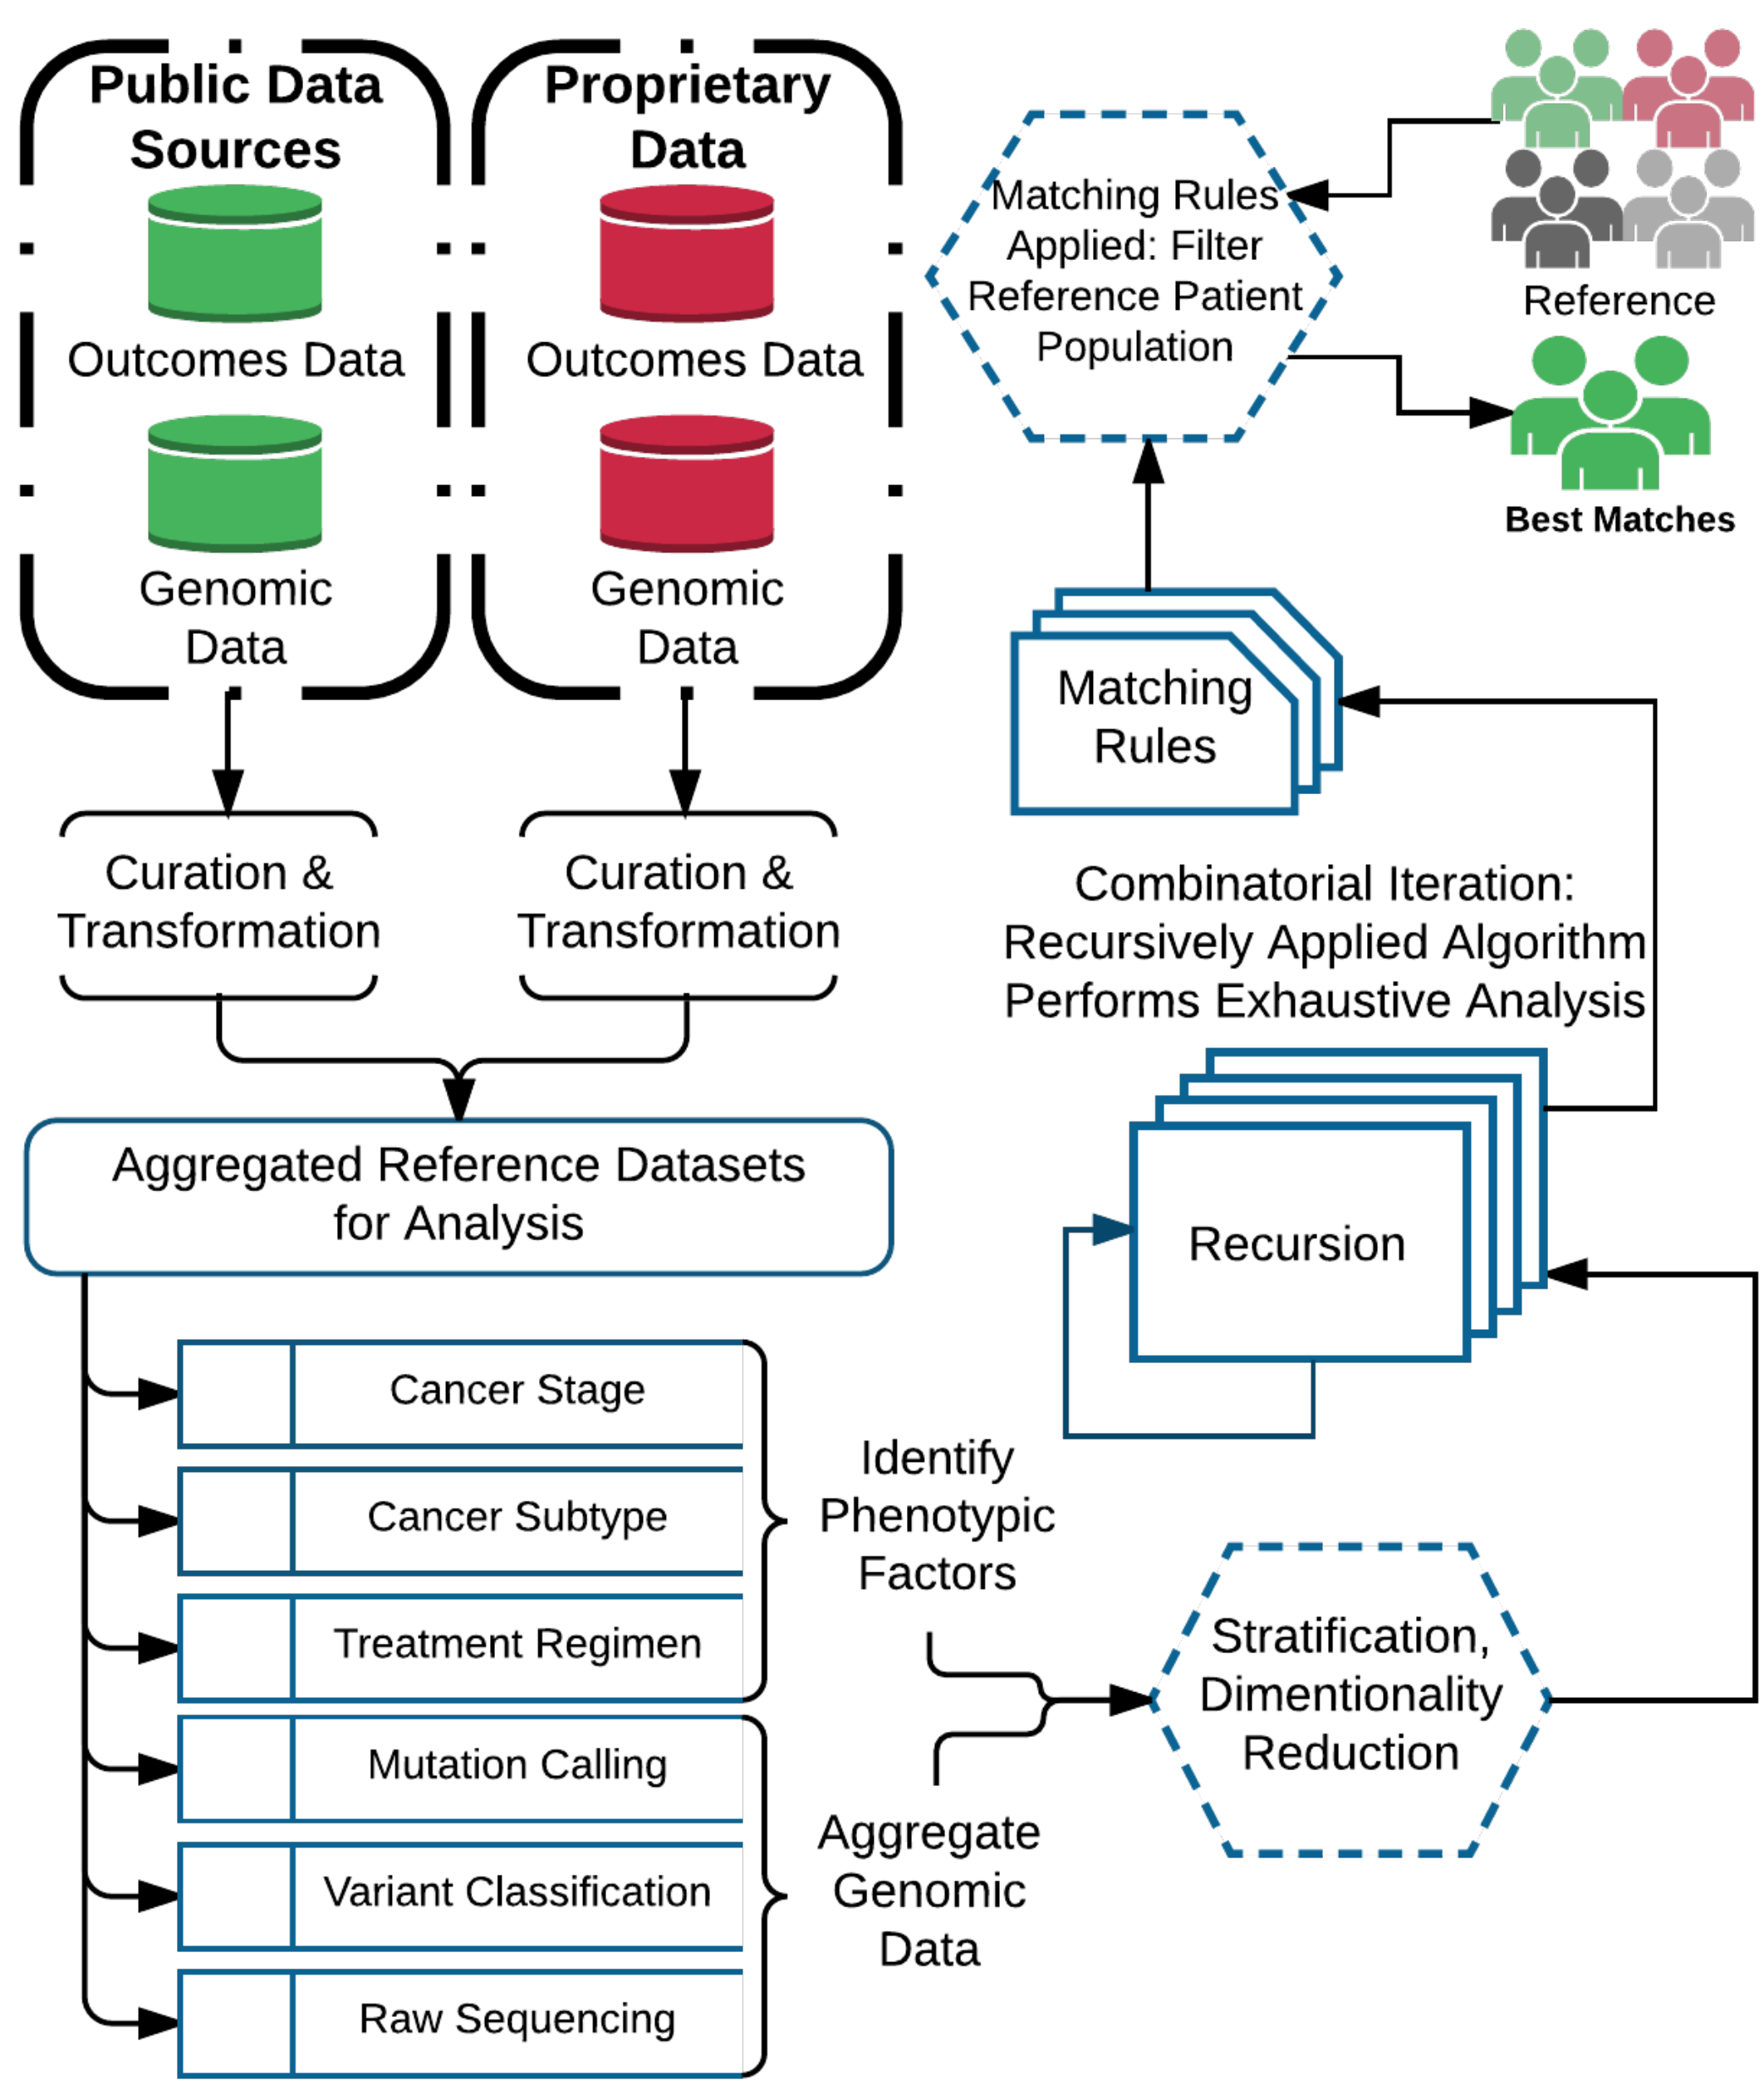 Public Data
Sources
Outcomes Data
Genomic
Data
Proprietary
Data
Outcomes Data
Genomic
Data
Curation &
Transformation
Curation &
Transformation
Aggregated Reference Datasets
for Analysis
Cancer Stage
Cancer Subtype
Treatment Regimen
Mutation Calling
Variant Classification
Raw Sequencing
Identify
Phenotypic
Factors
Aggregate
Genomic
Data
Stratification,
Dimentionality
Reduction
Recursion
Combinatorial Iteration:
Recursively Applied Algorithm
Performs Exhaustive Analysis
Matching
Rules
Matching Rules
Applied: Filter
Reference Patient
Population
Reference
Best Matches